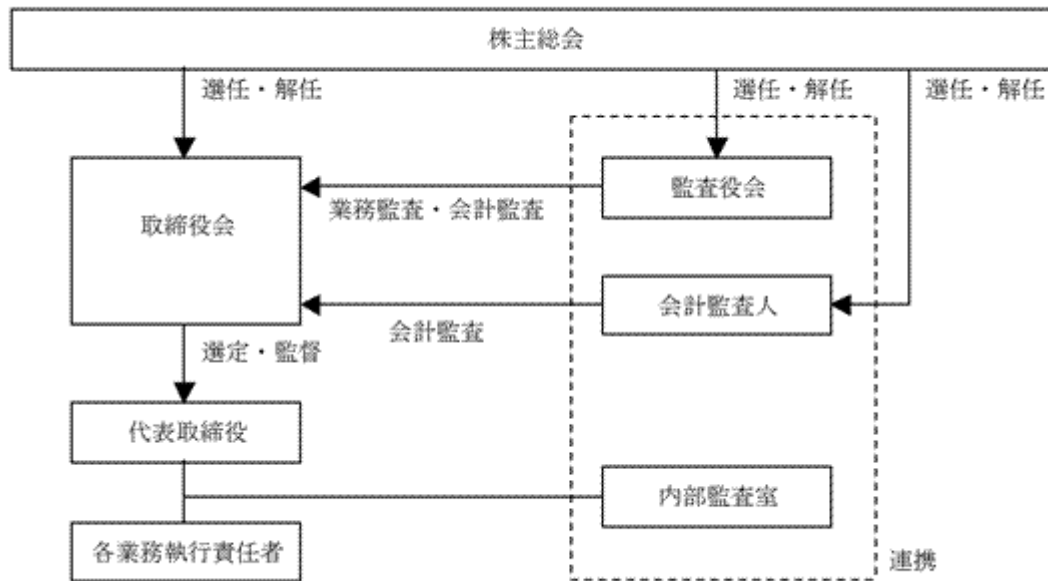 株主総会
選任・解任
選任・解任
選任・解任
監査役会
業務監査・会計監査
取締役会
会計監査人
会計監査
選定・監督
代表取締役
内部監査室
各業務執行責任者
連携